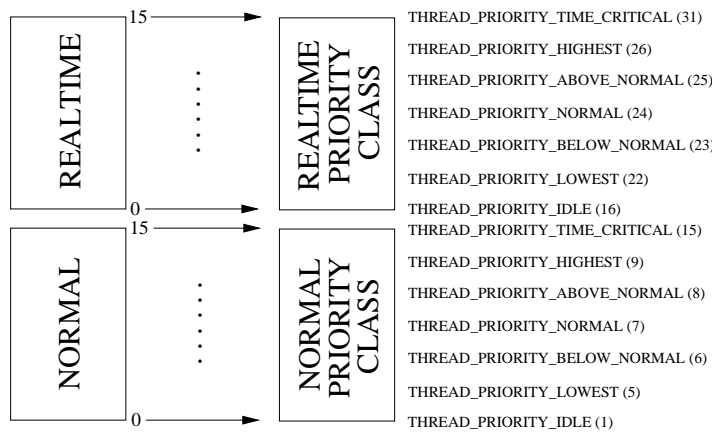 REALTIME
15
0
REALTIME
PRIORITY
CLASS
THREAD_PRIORITY_TIME_CRITICAL (31)
THREAD_PRIORITY_HIGHEST (26)
THREAD_PRIORITY_ABOVE_NORMAL (25)
THREAD_PRIORITY_NORMAL (24)
THREAD_PRIORITY_BELOW_NORMAL (23)
THREAD_PRIORITY_LOWEST (22)
THREAD_PRIORITY_IDLE (16)
NORMAL
15
0
NORMAL
PRIORITY
CLASS
THREAD_PRIORITY_TIME_CRITICAL (15)
THREAD_PRIORITY_HIGHEST (9)
THREAD_PRIORITY_ABOVE_NORMAL (8)
THREAD_PRIORITY_NORMAL (7)
THREAD_PRIORITY_BELOW_NORMAL (6)
THREAD_PRIORITY_LOWEST (5)
THREAD_PRIORITY_IDLE (1)